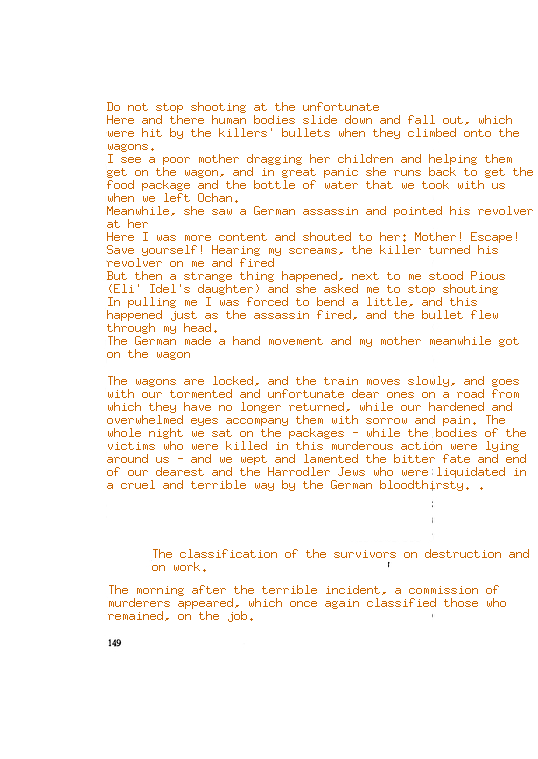 Do not stop shooting at the unfortunate
Here and there human bodies slide down and fall out, which
were hit by the killers' bullets when they climbed onto the
wagons.
I see a poor mother dragging her children and helping them
get on the wagon, and in great panic she runs back to get the
food package and the bottle of water that we took with us
when we left Ochan.
Meanwhile, she saw a German assassin and pointed his revolver
at her
Here I was more content and shouted to her: Mother! Escape!
Save yourself! Hearing my screams, the killer turned his
revolver on me and fired
But then a strange thing happened, next to me stood Pious
(Eli' Idel's daughter) and she asked me to stop shouting
In pulling me I was forced to bend a little, and this
happened just as the assassin fired, and the bullet flew
through my head.
The German made a hand movement and my mother meanwhile got
on the wagon
The wagons are locked, and the train moves slowly, and goes
with our tormented and unfortunate dear ones on a road from
which they have no longer returned, while our hardened and
overwhelmed eyes accompany them with sorrow and pain. The
whole night we sat on the packages - while the bodies of the
victims who were killed in this murderous action were lying
around us - and we wept and lamented the bitter fate and end
of our dearest and the Harrodler Jews who were liquidated in
a cruel and terrible way by the German bloodthirsty. .
The classification of the survivors on destruction and
on work.
The morning after the terrible incident, a commission of
murderers appeared, which once again classified those who
remained, on the job.
149